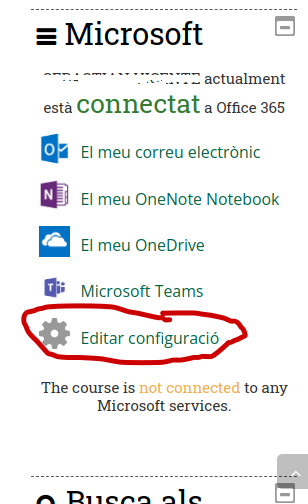 Microsoft
actualment
està connectat a Office 365
El meu correu electrònic
El meu OneNote Notebook
El meu OneDrive
Microsoft Teams
Editar configuració
The course is not connected to any
Microsoft services.
Busca als